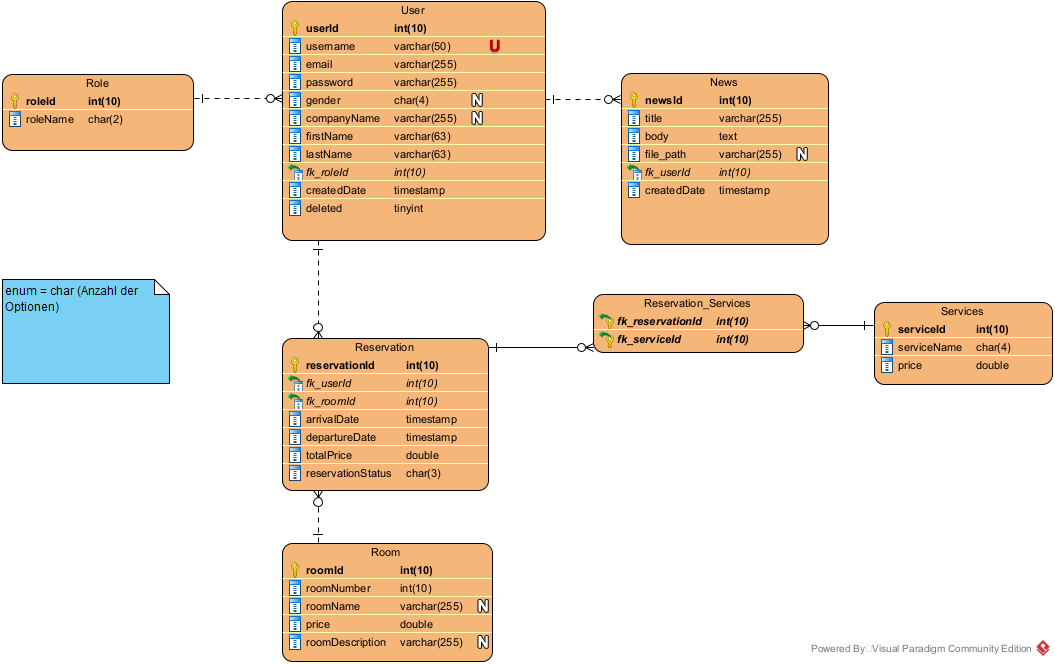 User
userId int(10)
username varchar(50) U
email varchar(255)
password varchar(255)
gender char(4) N
companyName varchar(255) N
firstName varchar(63)
lastName varchar(63)
fk_roleId int(10)
createdDate timestamp
deleted tinyint
Role
roleId int(10)
roleName char(2)
News
newsId int(10)
title varchar(255)
body text
file_path varchar(255) N
fk_userId int(10)
createdDate timestamp
enum = char (Anzahl der
Optionen)
Reservation
reservationId int(10)
fk_userId int(10)
fk_roomId int(10)
arrivalDate timestamp
departureDate timestamp
totalPrice double
reservationStatus char(3)
Reservation_Services
fk_reservationId int(10)
fk_serviceId int(10)
Services
serviceId int(10)
serviceName char(4)
price double
Room
roomId int(10)
roomNumber int(10)
roomName varchar(255) N
price double
roomDescription varchar(255) N
Powered By Visual Paradigm Community Edition